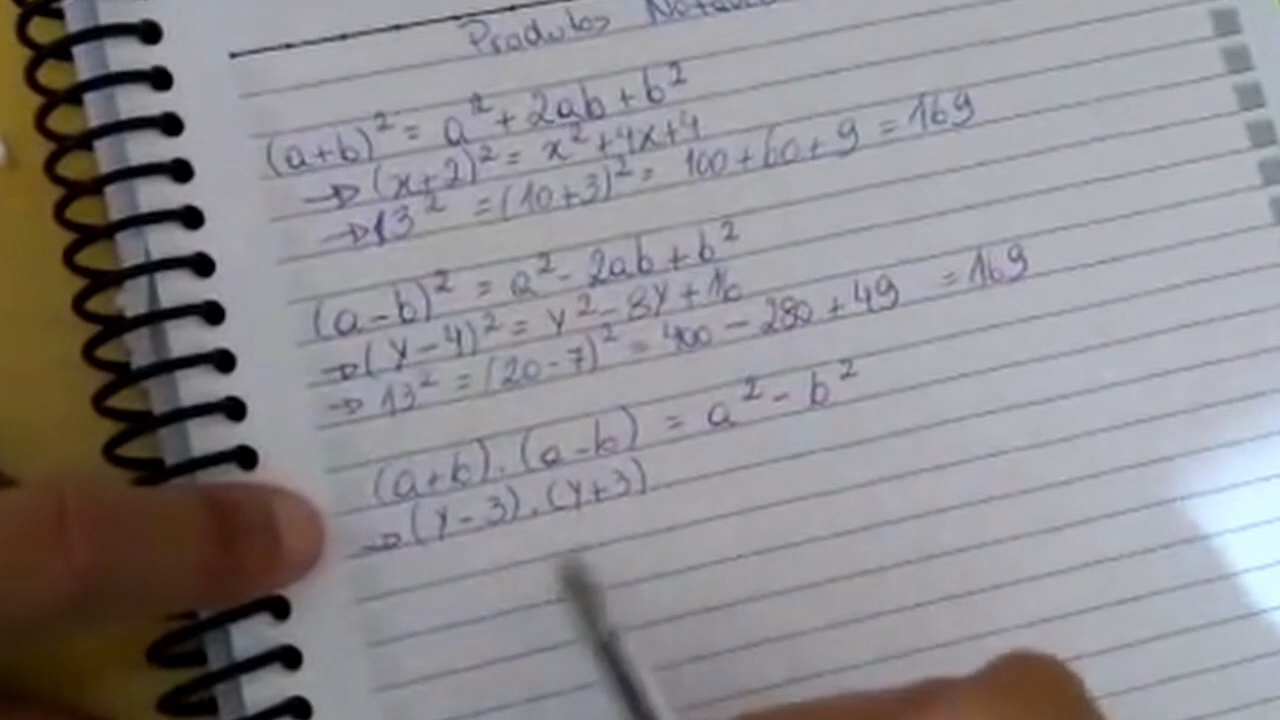 Produtos
(a+b)² = a² + 2ab + b²
→ (x+2)² = x² + 4x + 4
→ 13² = (10+3)² = 100 + 60 + 9 = 169
(a-b)² = a² - 2ab + b²
→ (y-4)² = y² - 8y + 16
→ 13² = (20-7)² = 400 - 280 + 49 = 169
(a+b).(a-b) = a² - b²
→ (y-3).(y+3)